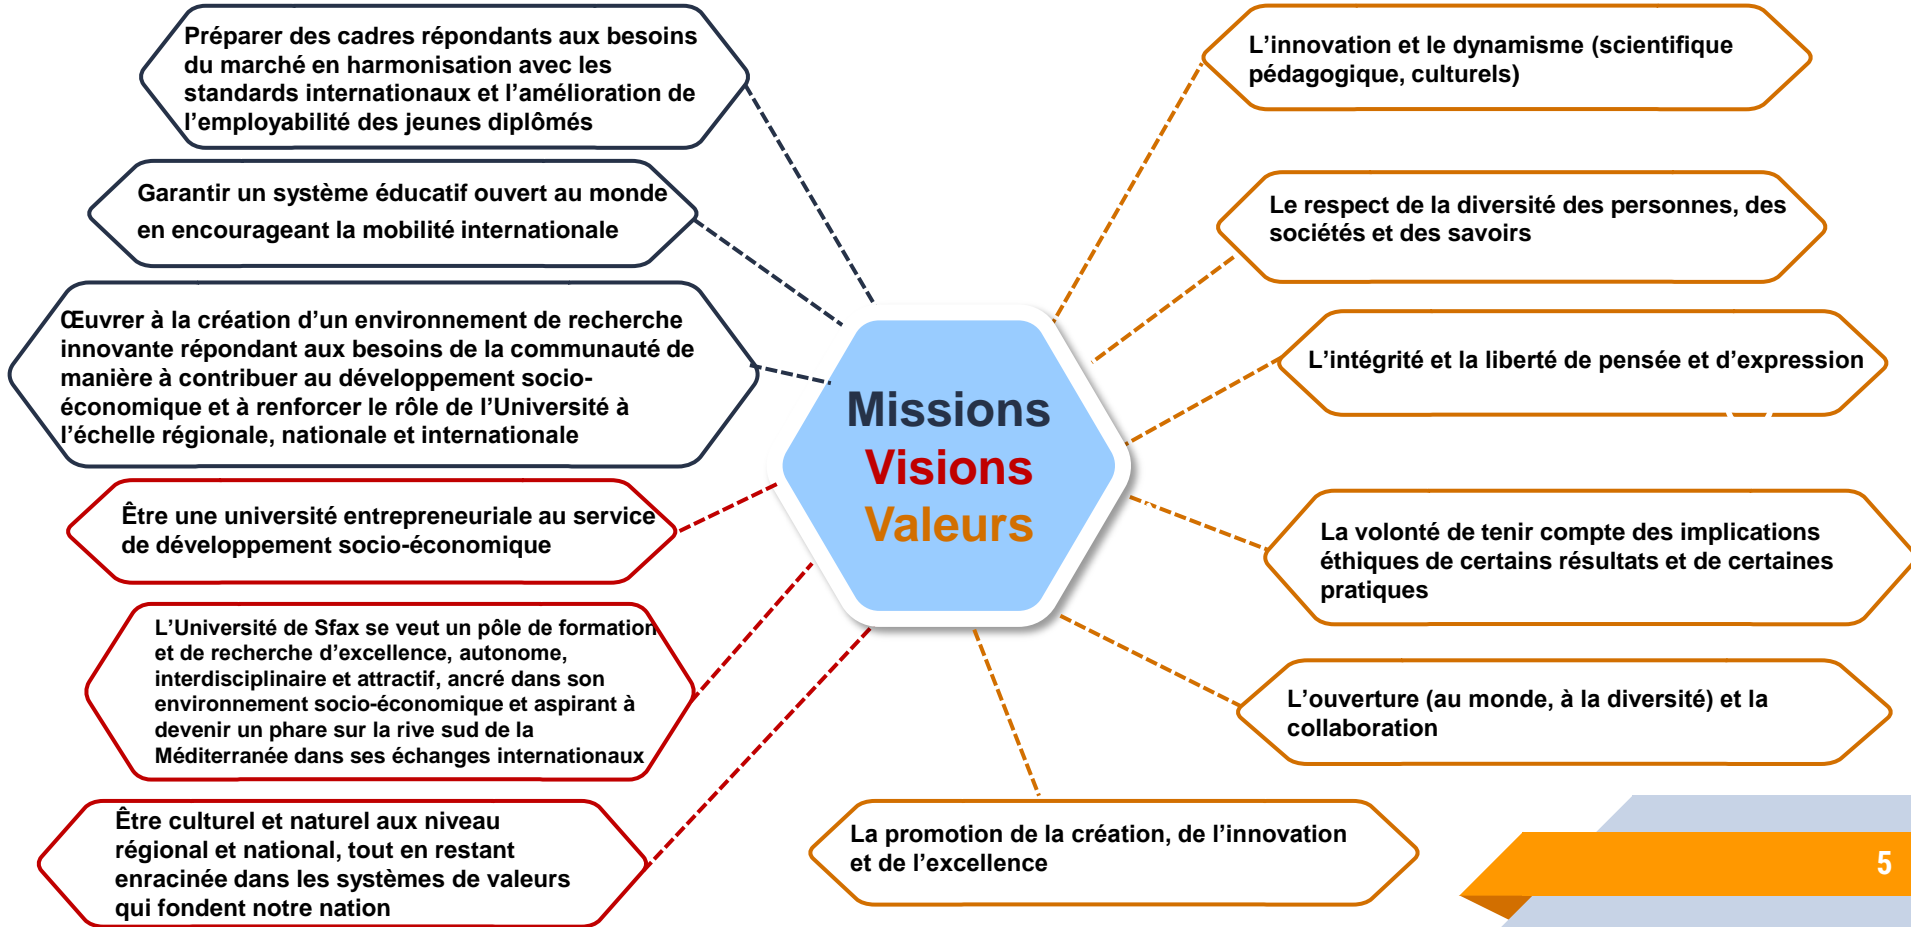 Préparer des cadres répondants aux besoins
du marché en harmonisation avec les
standards internationaux et l'amélioration de
l'employabilité des jeunes diplômés
Garantir un système éducatif ouvert au monde
en encourageant la mobilité internationale
Œuvrer à la création d'un environnement de recherche
innovante répondant aux besoins de la communauté de
manière à contribuer au développement socio-
économique et à renforcer le rôle de l'Université à
l'échelle régionale, nationale et internationale
Être une université entrepreneuriale au service
de développement socio-économique
L'Université de Sfax se veut un pôle de formation
et de recherche d'excellence, autonome,
interdisciplinaire et attractif, ancré dans son
environnement socio-économique et aspirant à
devenir un phare sur la rive sud de la
Méditerranée dans ses échanges internationaux
Être culturel et naturel aux niveau
régional et national, tout en restant
enracinée dans les systèmes de valeurs
qui fondent notre nation
Missions
Visions
Valeurs
L'innovation et le dynamisme (scientifique
pédagogique, culturels)
Le respect de la diversité des personnes, des
sociétés et des savoirs
L'intégrité et la liberté de pensée et d'expression
La volonté de tenir compte des implications
éthiques de certains résultats et de certaines
pratiques
L'ouverture (au monde, à la diversité) et la
collaboration
La promotion de la création, de l'innovation
et de l'excellence
5